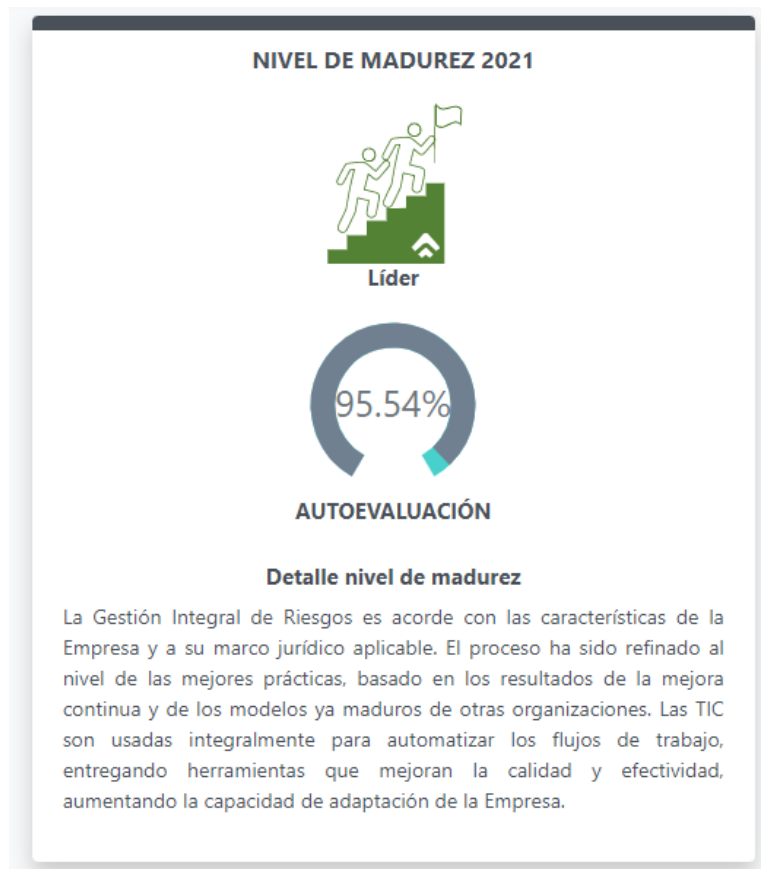 NIVEL DE MADUREZ 2021
Líder
95.54%
AUTOEVALUACIÓN
Detalle nivel de madurez
La Gestión Integral de Riesgos es acorde con las características de la
Empresa y a su marco jurídico aplicable. El proceso ha sido refinado al
nivel de las mejores prácticas, basado en los resultados de la mejora
continua y de los modelos ya maduros de otras organizaciones. Las TIC
son usadas integralmente para automatizar los flujos de trabajo,
entregando herramientas que mejoran la calidad y efectividad,
aumentando la capacidad de adaptación de la Empresa.